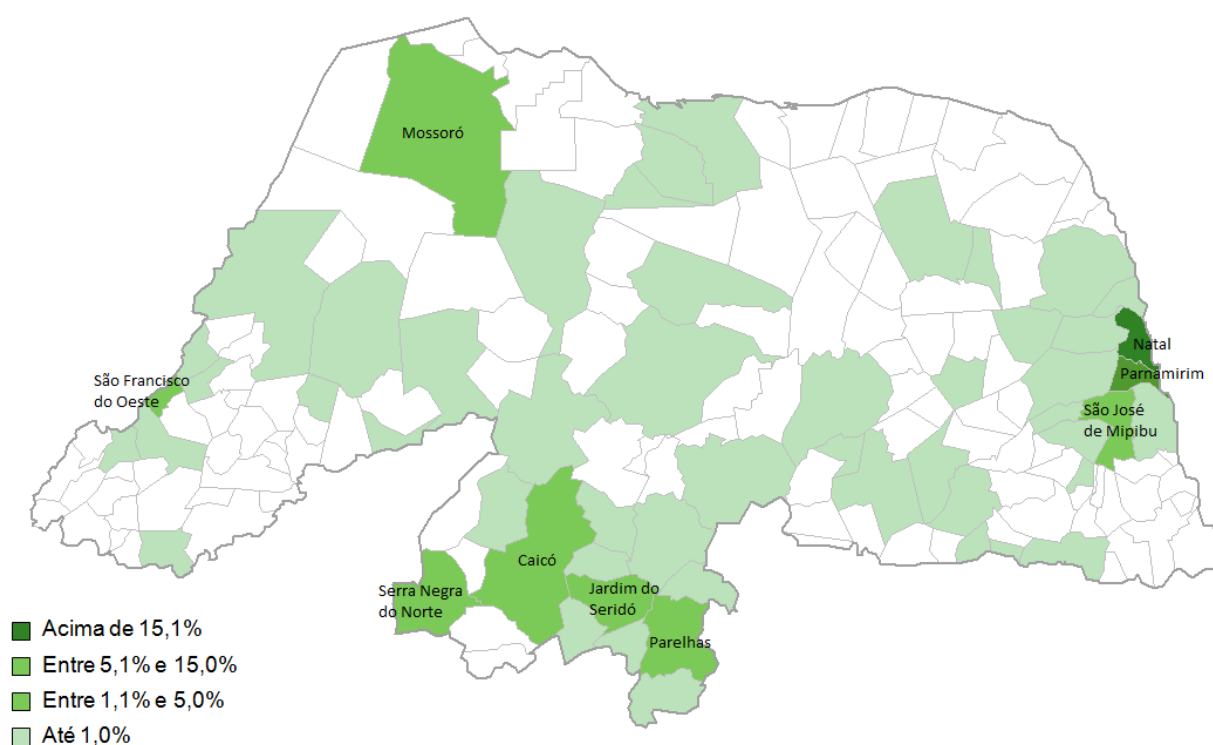 Mossoró
Natal
Parnamirim
São Francisco
do Oeste
São José
de Mipibu
Caicó
Serra Negra
do Norte
Jardim do
Seridó
Parelhas
Acima de 15,1%
Entre 5,1% e 15,0%
Entre 1,1% e 5,0%
Até 1,0%